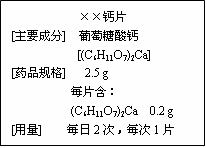 ××钙片
[主要成分] 葡萄糖酸钙
[(C₆H₁₁O₇)₂Ca]
[药品规格] 2.5 g
每片含：
(C₆H₁₁O₇)₂Ca 0.2 g
[用量] 每日2次，每次1片